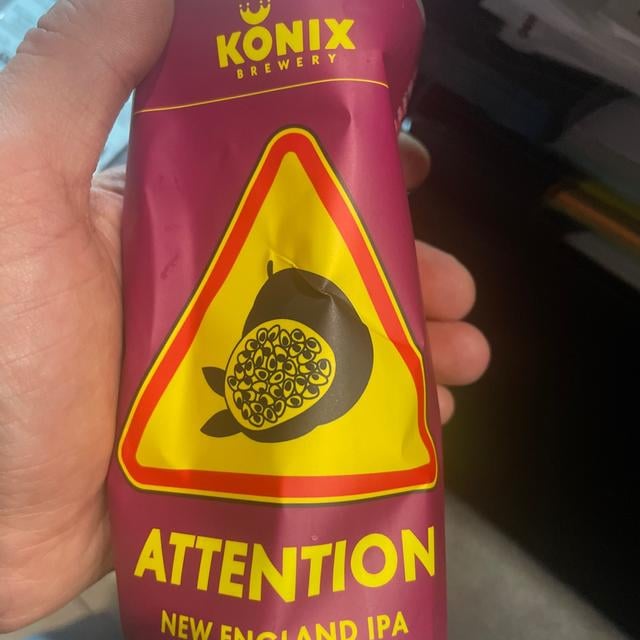 KONIX
BREWERY
ATTENTION
NEW ENGLAND IPA